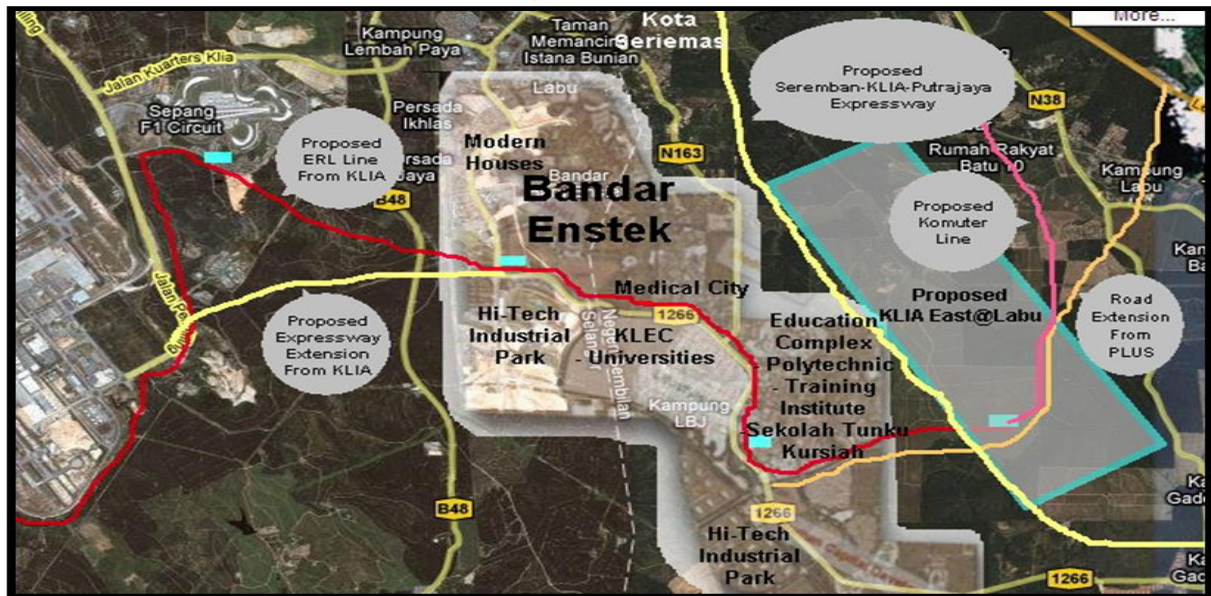 Kota
Seriemas
More...
Kampung
Lembah Paya
Taman
Memancing
Istana Bunian
Jalan Kuarters Klia
Sepang
F1 Circuit
Proposed
ERL Line
From KLIA
Persada
Ikhlas
B48
Labu
Modern
Houses
Bandar
N163
Proposed
Seremban-KLIA-Putrajaya
Expressway
N38
Rumah Rakyat
Batu 10
Kampung
Labu
Bandar
Enstek
Proposed
Komuter
Line
Medical City
Proposed
KLIA East@Labu
Road
Extension
From
PLUS
Proposed
Expressway
Extension
From KLIA
Hi-Tech
Industrial
Park
1266
KLEC
Universities
Kampung
LBJ
Education
Complex
- Polytechnic
- Training
Institute
-Sekolah Tunku
Kursiah
B48
1266
Hi-Tech
Industrial
Park
1266